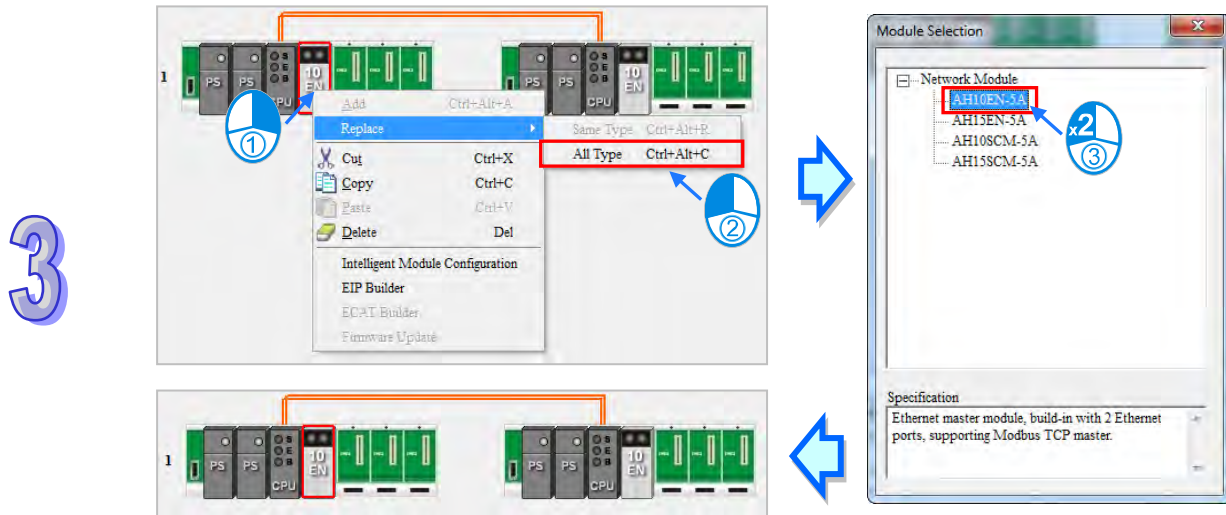 3
1
PS PS CPU 10 EN
PS PS CPU 10 EN
①
Add Ctrl+Alt+A
Replace
Cut Ctrl+X
Copy Ctrl+C
Paste Ctrl+V
Delete Del
Intelligent Module Configuration
EIP Builder
ECAT Builder
Firmware Update
Same Type Ctrl+Alt+R
All Type Ctrl+Alt+C
②
Module Selection
Network Module
AH10EN-5A
AH15EN-5A
AH10SCM-5A
AH15SCM-5A
x2
③
Specification
Ethernet master module, build-in with 2 Ethernet
ports, supporting Modbus TCP master.
1
PS PS CPU 10 EN
PS PS CPU 10 EN